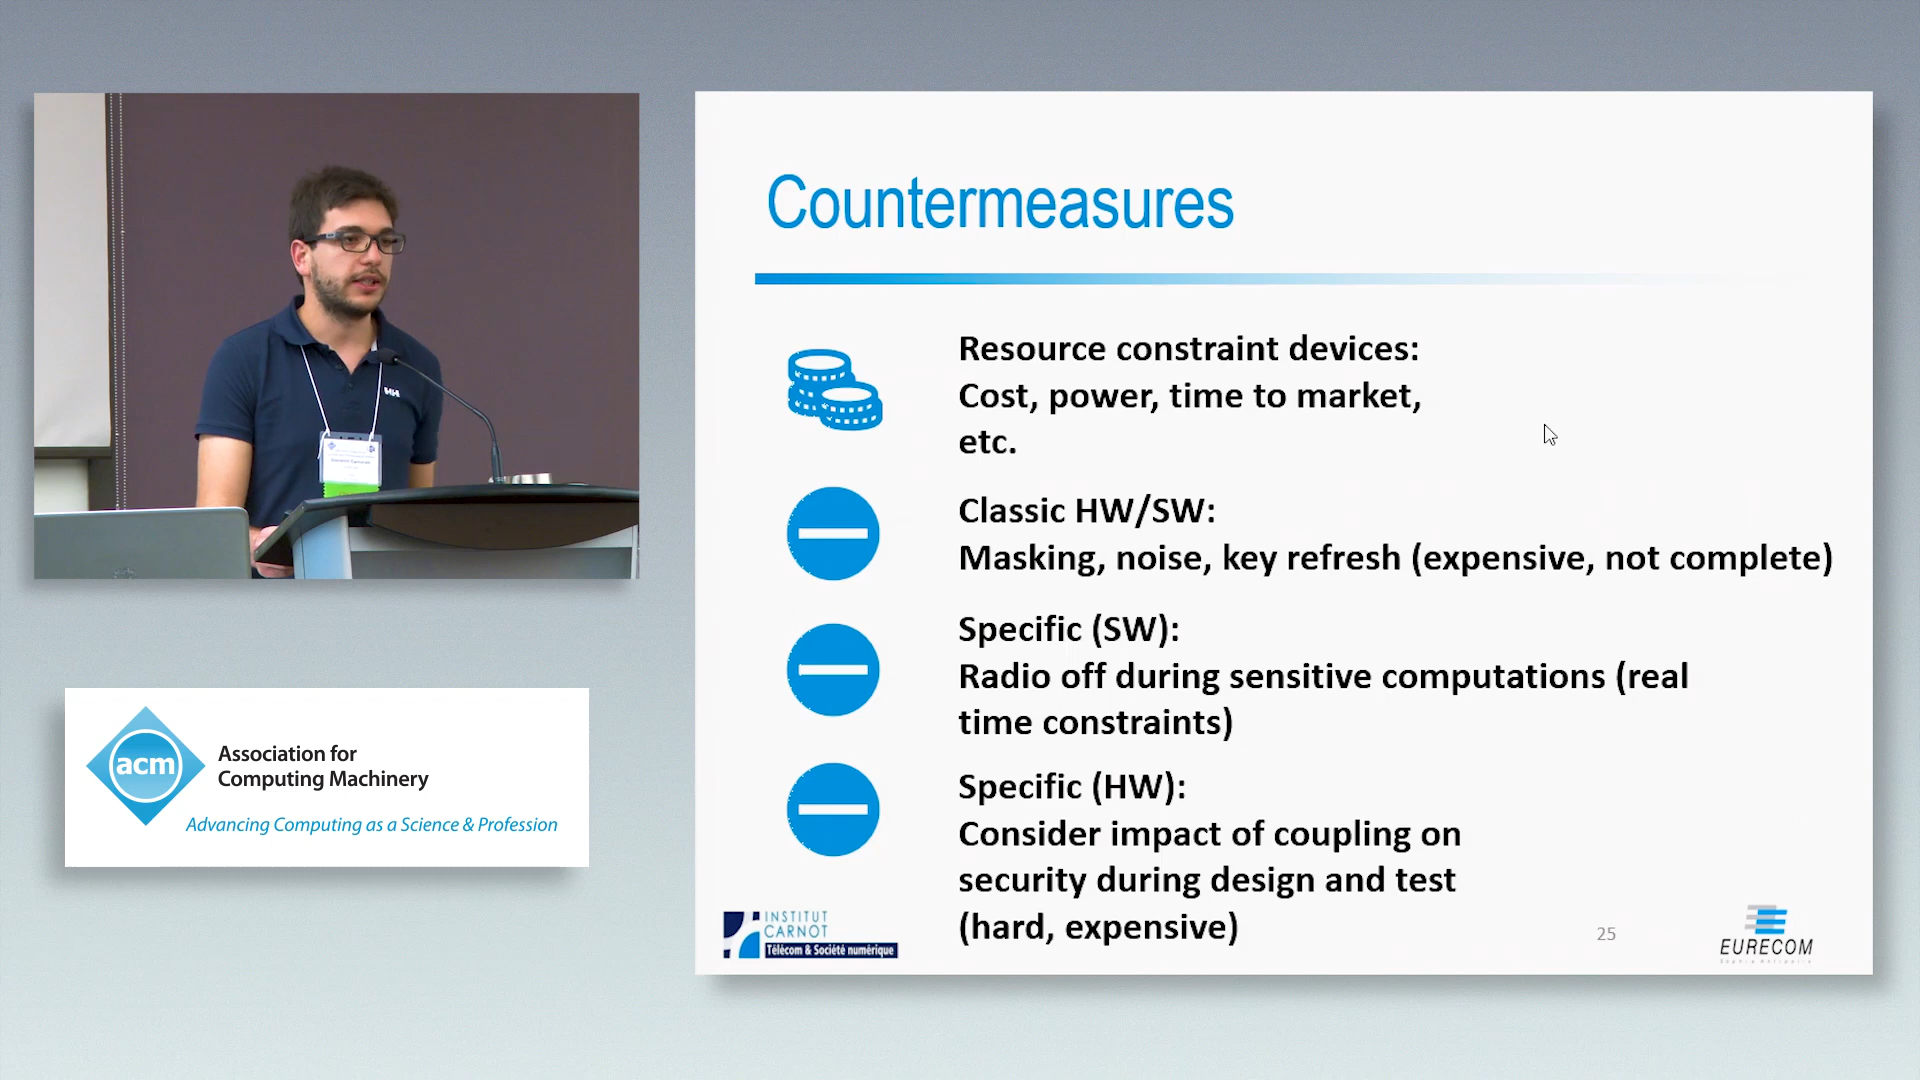 Countermeasures
Resource constraint devices:
Cost, power, time to market,
etc.
Classic HW/SW:
Masking, noise, key refresh (expensive, not complete)
Specific (SW):
Radio off during sensitive computations (real
time constraints)
Specific (HW):
Consider impact of coupling on
security during design and test
(hard, expensive)
INSTITUT
CARNOT
Télécom & Société numérique
25
EURECOM
HH
acm
Association for
Computing Machinery
Advancing Computing as a Science & Profession